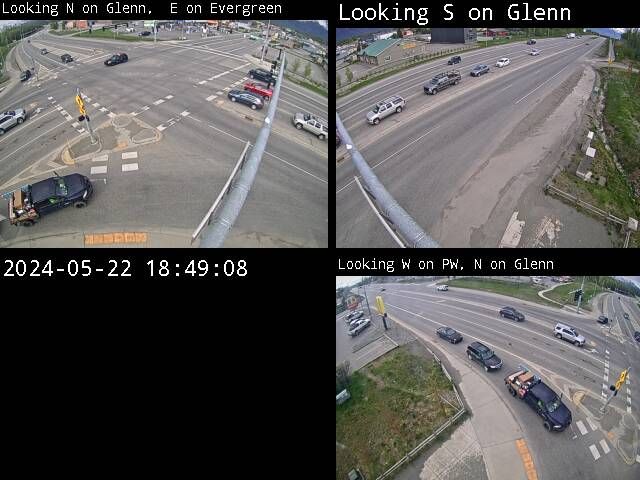 Looking N on Glenn,  E on Evergreen
Looking S on Glenn
2024-05-22 18:49:08
Looking W on PW, N on Glenn